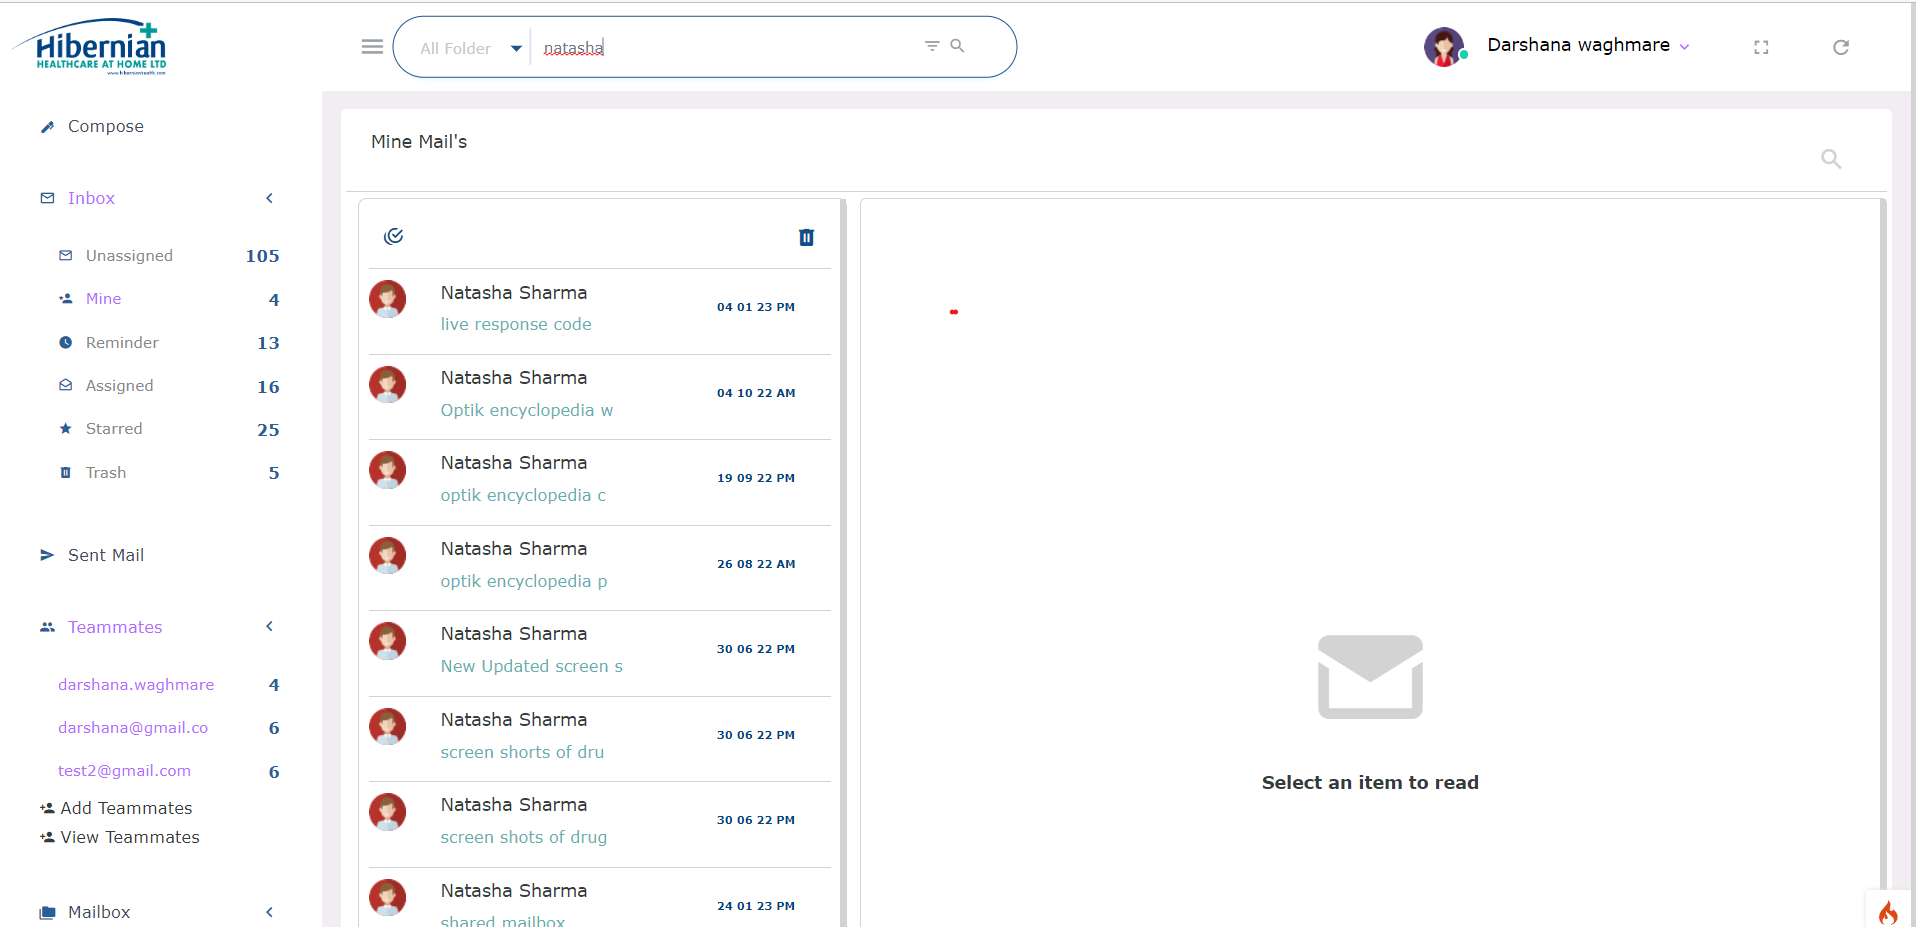 Hibernian
HEALTHCARE AT HOME LTD
www.hibernianhealth.com
All Folder
natasha
Darshana waghmare
Compose
Inbox
Unassigned 105
Mine 4
Reminder 13
Assigned 16
Starred 25
Trash 5
Sent Mail
Teammates
darshana.waghmare 4
darshana@gmail.co 6
test2@gmail.com 6
Add Teammates
View Teammates
Mailbox
Mine Mail's
Natasha Sharma
04 01 23 PM
live response code
Natasha Sharma
04 10 22 AM
Optik encyclopedia w
Natasha Sharma
19 09 22 PM
optik encyclopedia c
Natasha Sharma
26 08 22 AM
optik encyclopedia p
Natasha Sharma
30 06 22 PM
New Updated screen s
Natasha Sharma
30 06 22 PM
screen shorts of dru
Natasha Sharma
30 06 22 PM
screen shots of drug
Natasha Sharma
24 01 23 PM
shared mailbox
Select an item to read